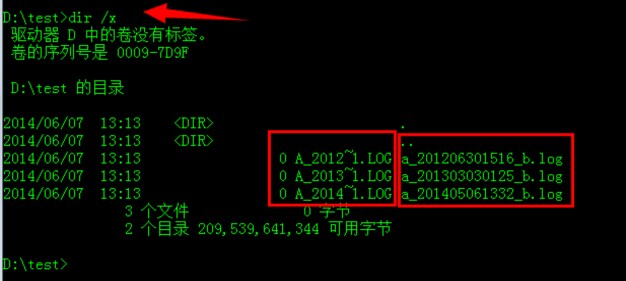 D:\test>dir /x
驱动器 D 中的卷没有标签。
卷的序列号是 0009-7D9F
D:\test 的目录
2014/06/07 13:13 <DIR> .
2014/06/07 13:13 <DIR> ..
2014/06/07 13:13 0 A_2012~1.LOG a_201206301516_b.log
2014/06/07 13:13 0 A_2013~1.LOG a_201303030125_b.log
2014/06/07 13:13 0 A_2014~1.LOG a_201405061332_b.log
3 个文件 0 字节
2 个目录 209,539,641,344 可用字节
D:\test>